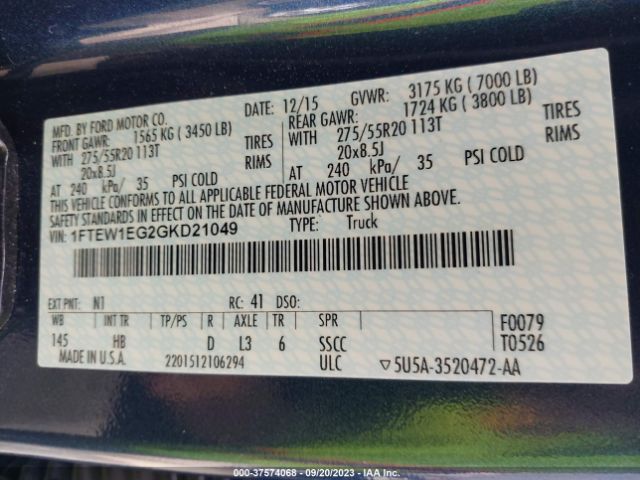 MFD. BY FORD MOTOR CO.
DATE: 12/15 GVWR: 3175 KG ( 7000 LB)
FRONT GAWR: 1565 KG ( 3450 LB) REAR GAWR: 1724 KG ( 3800 LB)
WITH 275/55R20 113T TIRES WITH 275/55R20 113T TIRES
20x8.5J RIMS 20x8.5J RIMS
AT 240 kPa/ 35 PSI COLD AT 240 kPa/ 35 PSI COLD
THIS VEHICLE CONFORMS TO ALL APPLICABLE FEDERAL MOTOR VEHICLE
SAFETY STANDARDS IN EFFECT ON THE DATE OF MANUFACTURE SHOWN ABOVE.
VIN: 1FTEW1EG2GKD21049 TYPE: Truck
EXT PNT: N1 RC: 41 DSO:
WB INT TR TP/PS R AXLE TR SPR F0079
145 HB D L3 6 SSCC T0526
MADE IN U.S.A. 2201512106294 ULC ▽5U5A-3520472-AA
000-37574068 - 09/20/2023 - IAA Inc.